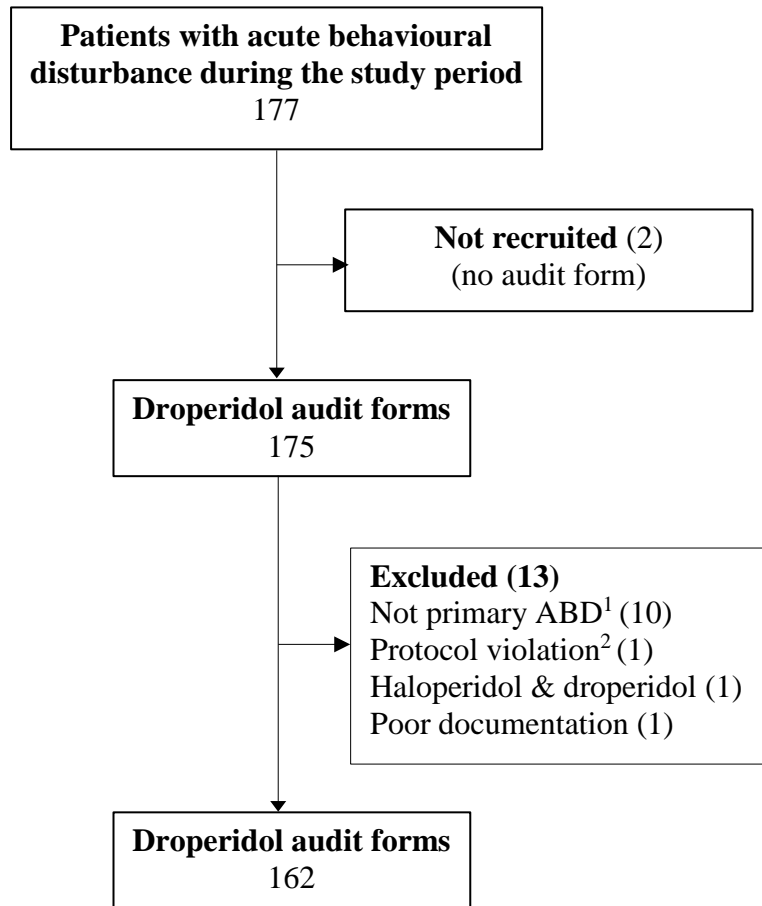 Patients with acute behavioural
disturbance during the study period
177
Not recruited (2)
(no audit form)
Droperidol audit forms
175
Excluded (13)
Not primary ABD¹ (10)
Protocol violation² (1)
Haloperidol & droperidol (1)
Poor documentation (1)
Droperidol audit forms
162